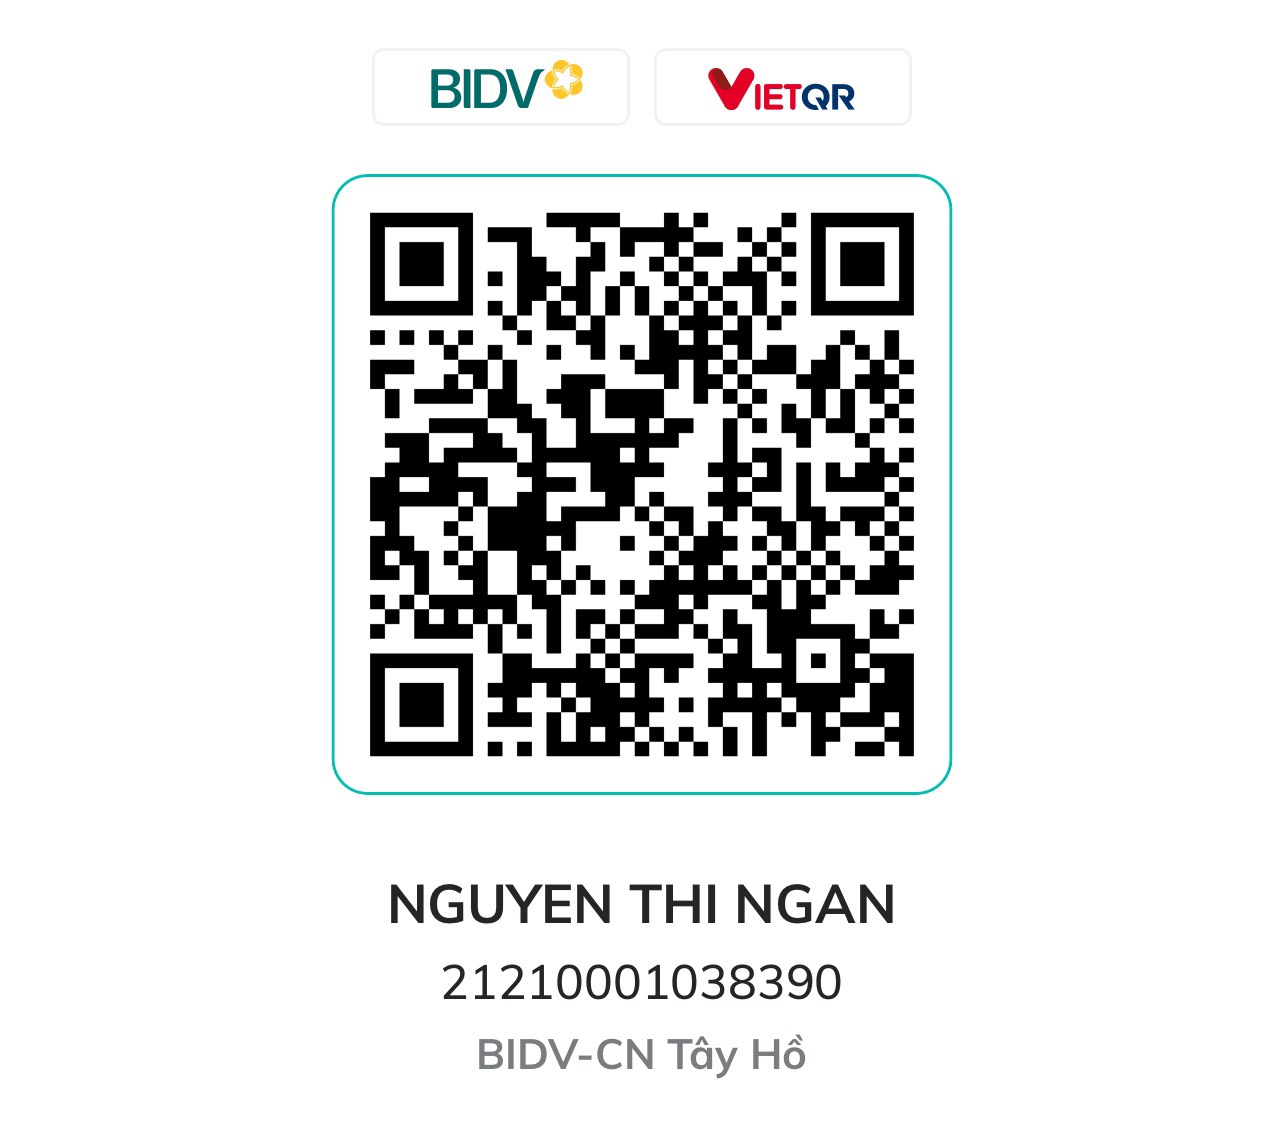 BIDV
VIETQR
NGUYEN THI NGAN
21210001038390
BIDV-CN Tây Hồ